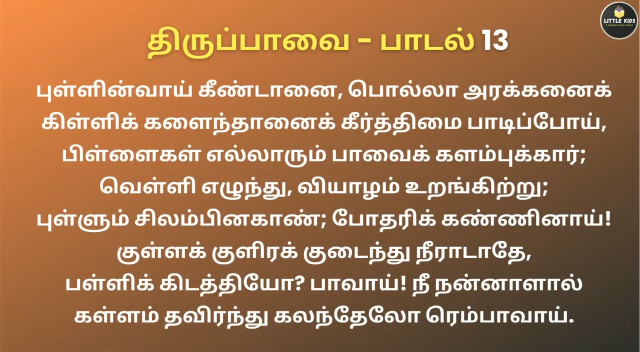 LITTLE KIDS
திருப்பாவை - பாடல் 13
புள்ளின்வாய் கீண்டானை, பொல்லா அரக்கனைக்
கிள்ளிக் களைந்தானைக் கீர்த்திமை பாடிப்போய்,
பிள்ளைகள் எல்லாரும் பாவைக் களம்புக்கார்;
வெள்ளி எழுந்து, வியாழம் உறங்கிற்று;
புள்ளும் சிலம்பினகாண்; போதரிக் கண்ணினாய்!
குள்ளக் குளிரக் குடைந்து நீராடாதே,
பள்ளிக் கிடத்தியோ? பாவாய்! நீ நன்னாளால்
கள்ளம் தவிர்ந்து கலந்தேலோ ரெம்பாவாய்.